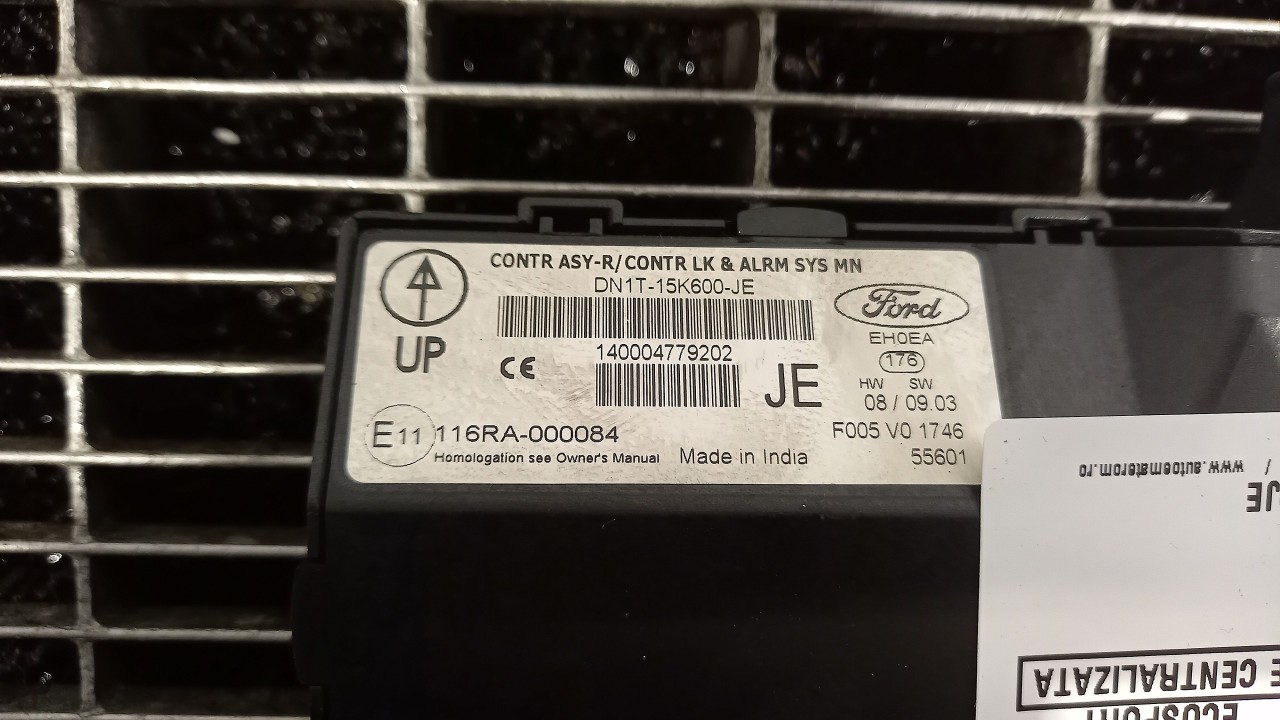 CONTR ASY-R/CONTR LK & ALRM SYS MN
DN1T-15K600-JE
Ford
UP
EH0EA
140004779202
176
CE
JE
HW SW
08 / 09.03
E11 116RA-000084
F005 V0 1746
Homologation see Owner's Manual
Made in India
55601
www.autoematerom.ro /
JE
E CENTRALIZATA
ECOSPORT